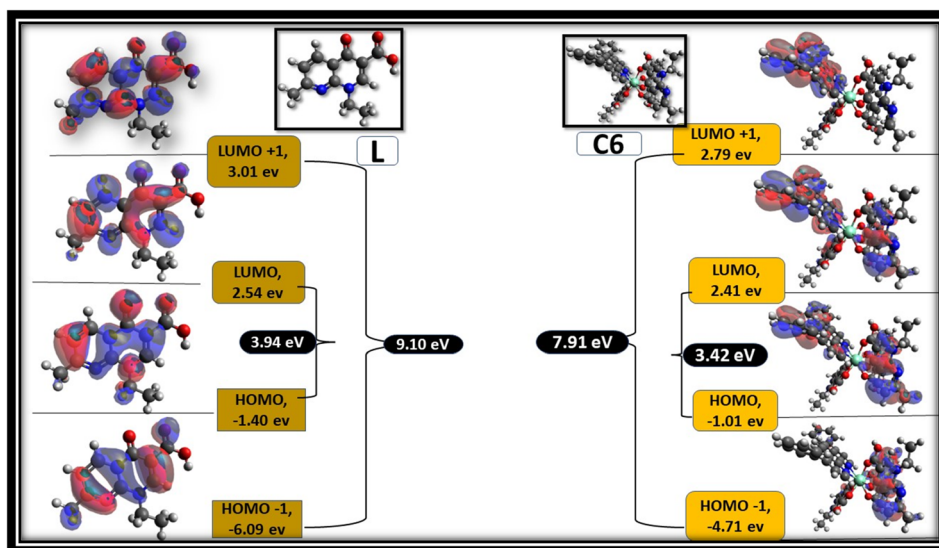 L
LUMO +1,
3.01 ev
LUMO,
2.54 ev
3.94 eV
9.10 eV
HOMO,
-1.40 ev
HOMO -1,
-6.09 ev
C6
LUMO +1,
2.79 ev
LUMO,
2.41 ev
7.91 eV
3.42 eV
HOMO,
-1.01 ev
HOMO -1,
-4.71 ev